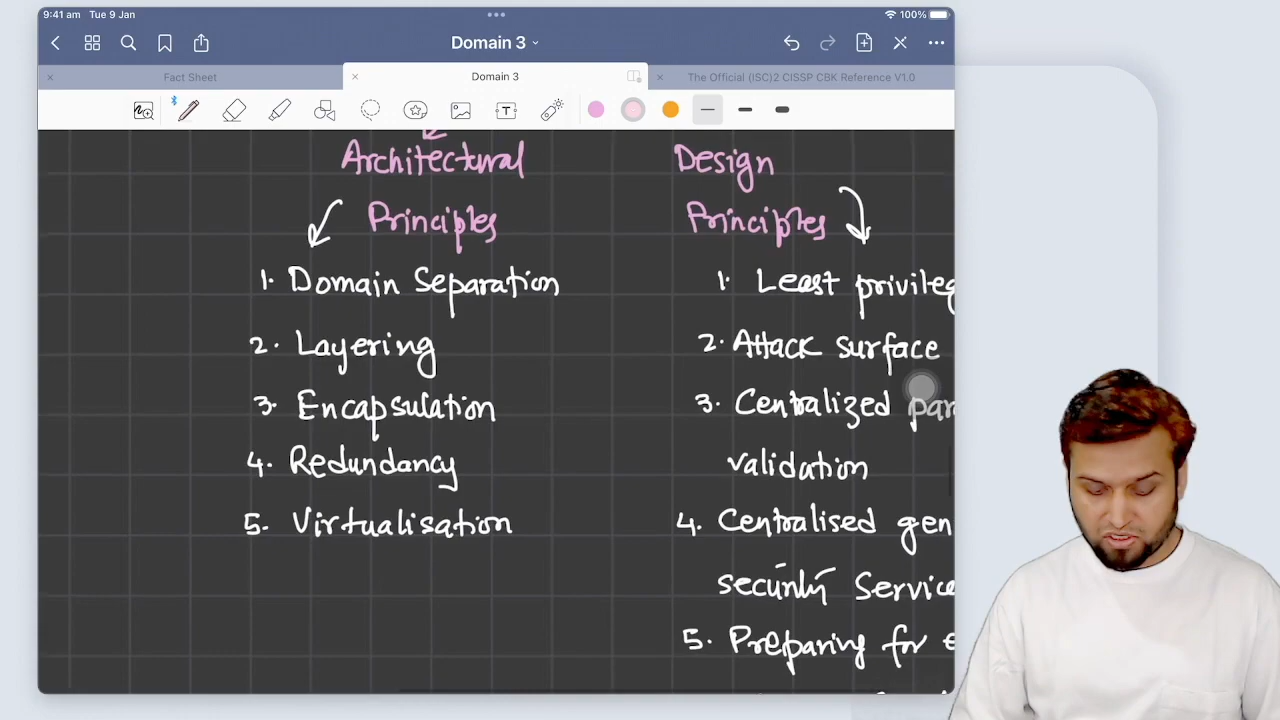 9:41 am Tue 9 Jan
100%
Domain 3
Fact Sheet
Domain 3
The Official (ISC)2 CISSP CBK Reference V1.0
Architectural
Principles
1. Domain Separation
2. Layering
3. Encapsulation
4. Redundancy
5. Virtualisation
Design
Principles
1. Least privileg
2. Attack surface
3. Centralized par
validation
4. Centralised gen
security Service
5. Preparing for e